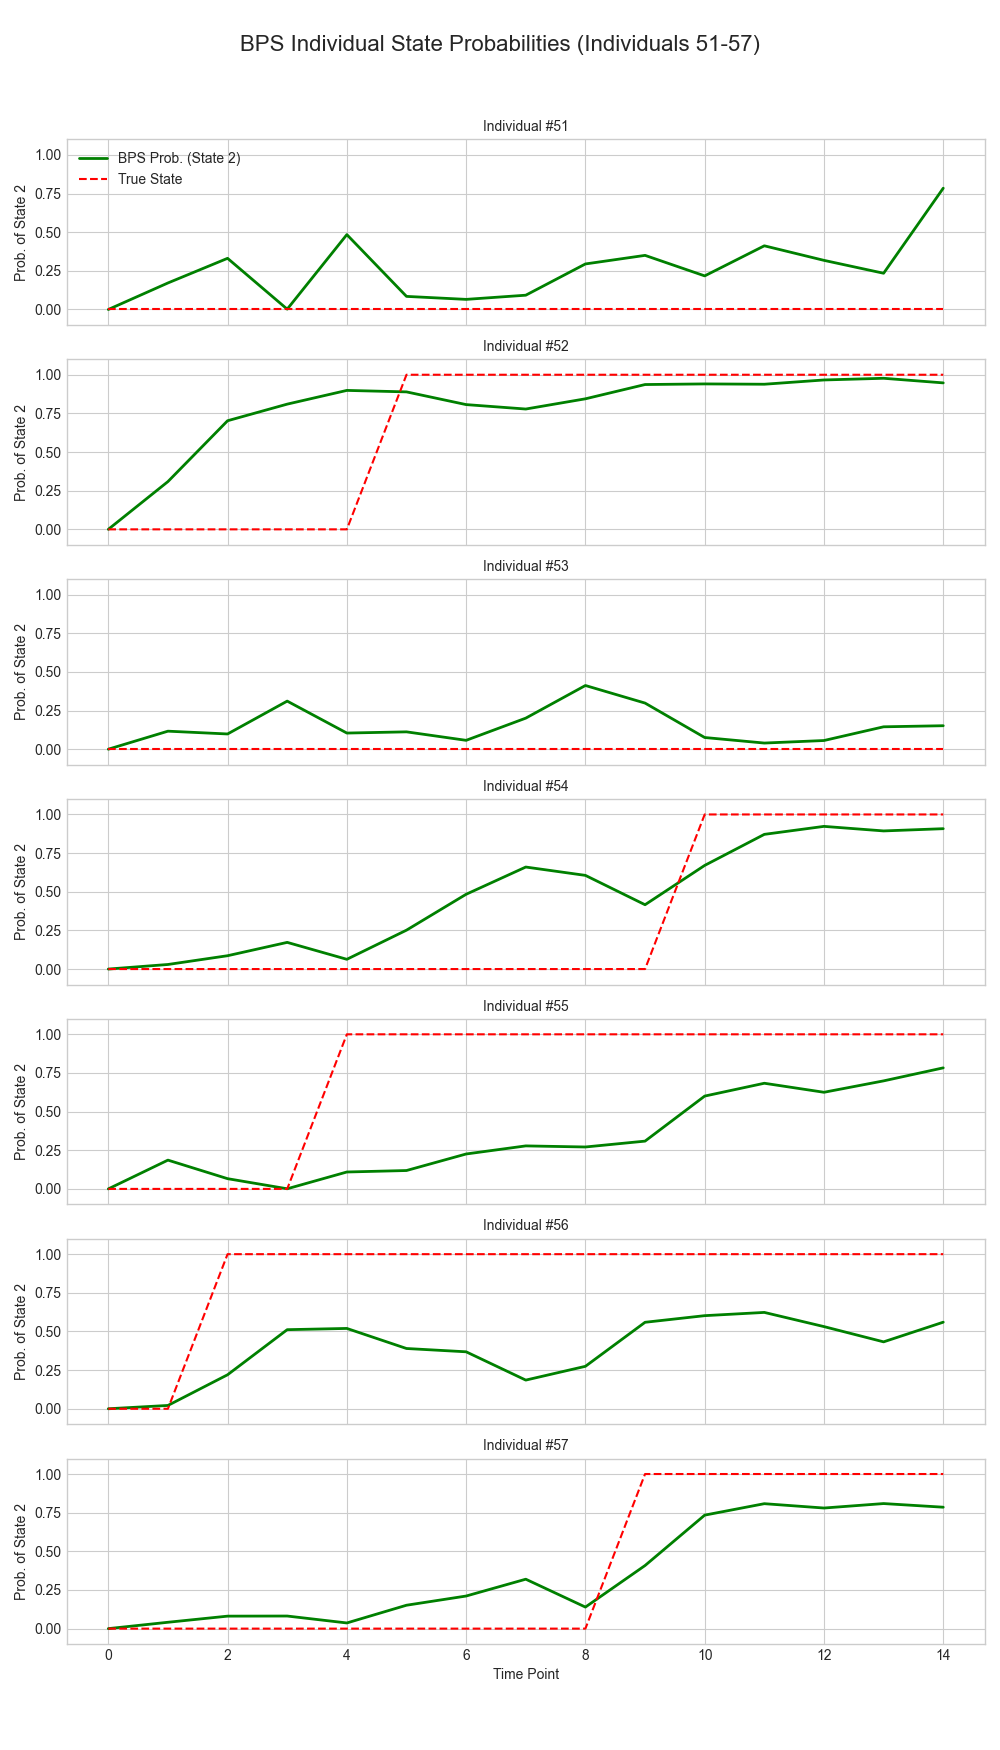 BPS Individual State Probabilities (Individuals 51-57)
Individual #51
BPS Prob. (State 2)
True State
Prob. of State 2
1.00
0.75
0.50
0.25
0.00
Individual #52
Prob. of State 2
1.00
0.75
0.50
0.25
0.00
Individual #53
Prob. of State 2
1.00
0.75
0.50
0.25
0.00
Individual #54
Prob. of State 2
1.00
0.75
0.50
0.25
0.00
Individual #55
Prob. of State 2
1.00
0.75
0.50
0.25
0.00
Individual #56
Prob. of State 2
1.00
0.75
0.50
0.25
0.00
Individual #57
Prob. of State 2
1.00
0.75
0.50
0.25
0.00
0 2 4 6 8 10 12 14
Time Point